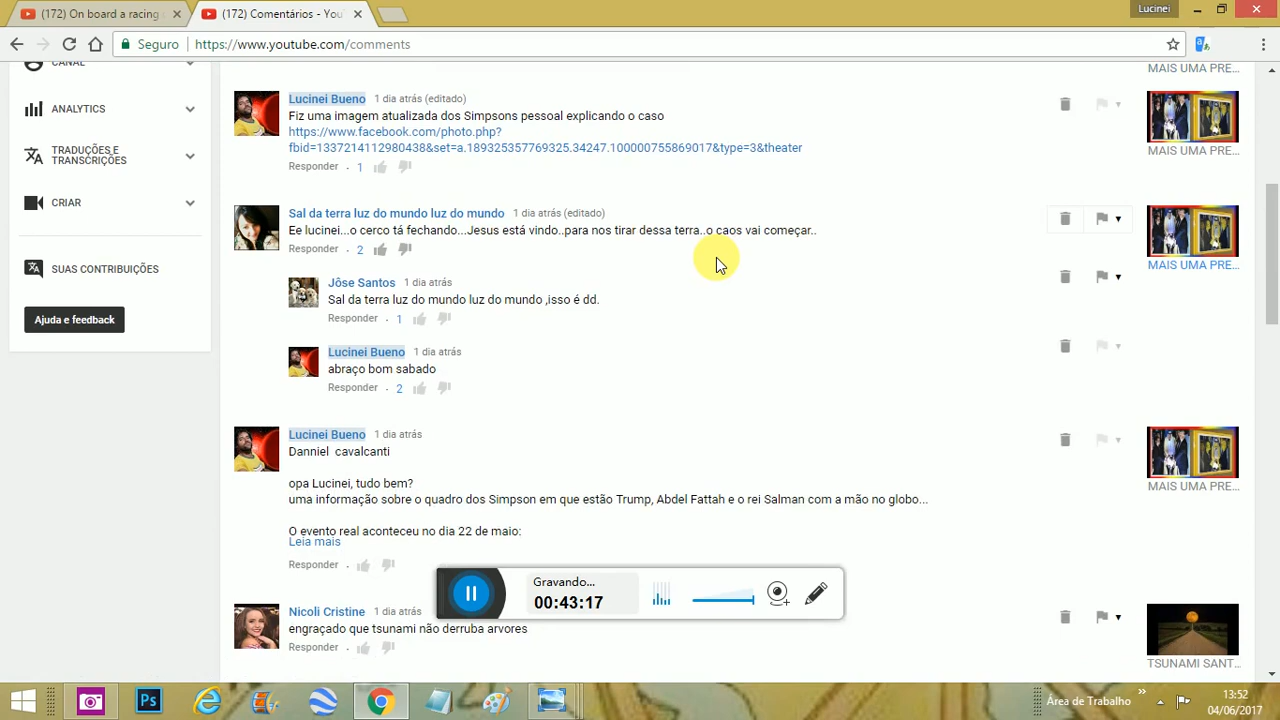 (172) On board a racing
(172) Comentários - You
Lucinei
Seguro
https://www.youtube.com/comments
CANAL
ANALYTICS
TRADUÇÕES E
TRANSCRIÇÕES
CRIAR
SUAS CONTRIBUIÇÕES
Ajuda e feedback
MAIS UMA PRE...
Lucinei Bueno 1 dia atrás (editado)
Fiz uma imagem atualizada dos Simpsons pessoal explicando o caso
https://www.facebook.com/photo.php?
fbid=1337214112980438&set=a.189325357769325.34247.100000755869017&type=3&theater
MAIS UMA PRE...
Responder · 1
Sal da terra luz do mundo luz do mundo 1 dia atrás (editado)
Ee lucinei...o cerco tá fechando...Jesus está vindo..para nos tirar dessa terra..o caos vai começar..
Responder · 2
MAIS UMA PRE...
Jôse Santos 1 dia atrás
Sal da terra luz do mundo luz do mundo ,isso é dd.
Responder · 1
Lucinei Bueno 1 dia atrás
abraço bom sabado
Responder · 2
Lucinei Bueno 1 dia atrás
Danniel cavalcanti
opa Lucinei, tudo bem?
MAIS UMA PRE...
uma informação sobre o quadro dos Simpson em que estão Trump, Abdel Fattah e o rei Salman com a mão no globo...
O evento real aconteceu no dia 22 de maio:
Leia mais
Responder
Gravando...
00:43:17
Nicoli Cristine 1 dia atrás
engraçado que tsunami não derruba arvores
Responder
TSUNAMI SANT...
Ps
Área de Trabalho
13:52
04/06/2017